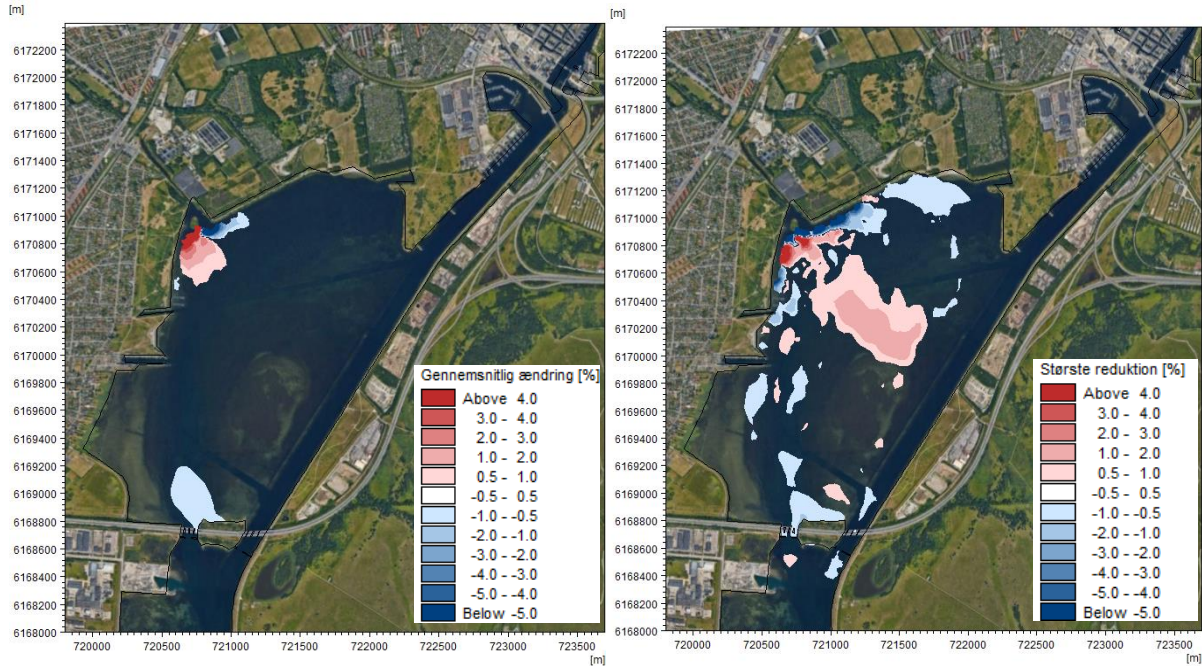 [m]
6172200
6172000
6171800
6171600
6171400
6171200
6171000
6170800
6170600
6170400
6170200
6170000
6169800
6169600
6169400
6169200
6169000
6168800
6168600
6168400
6168200
6168000
Gennemsnitlig ændring [%]
Above 4.0
3.0 - 4.0
2.0 - 3.0
1.0 - 2.0
0.5 - 1.0
-0.5 - 0.5
-1.0 - -0.5
-2.0 - -1.0
-3.0 - -2.0
-4.0 - -3.0
-5.0 - -4.0
Below -5.0
720000 720500 721000 721500 722000 722500 723000 723500
[m]
[m]
6172200
6172000
6171800
6171600
6171400
6171200
6171000
6170800
6170600
6170400
6170200
6170000
6169800
6169600
6169400
6169200
6169000
6168800
6168600
6168400
6168200
6168000
Største reduktion [%]
Above 4.0
3.0 - 4.0
2.0 - 3.0
1.0 - 2.0
0.5 - 1.0
-0.5 - 0.5
-1.0 - -0.5
-2.0 - -1.0
-3.0 - -2.0
-4.0 - -3.0
-5.0 - -4.0
Below -5.0
720000 720500 721000 721500 722000 722500 723000 723500
[m]